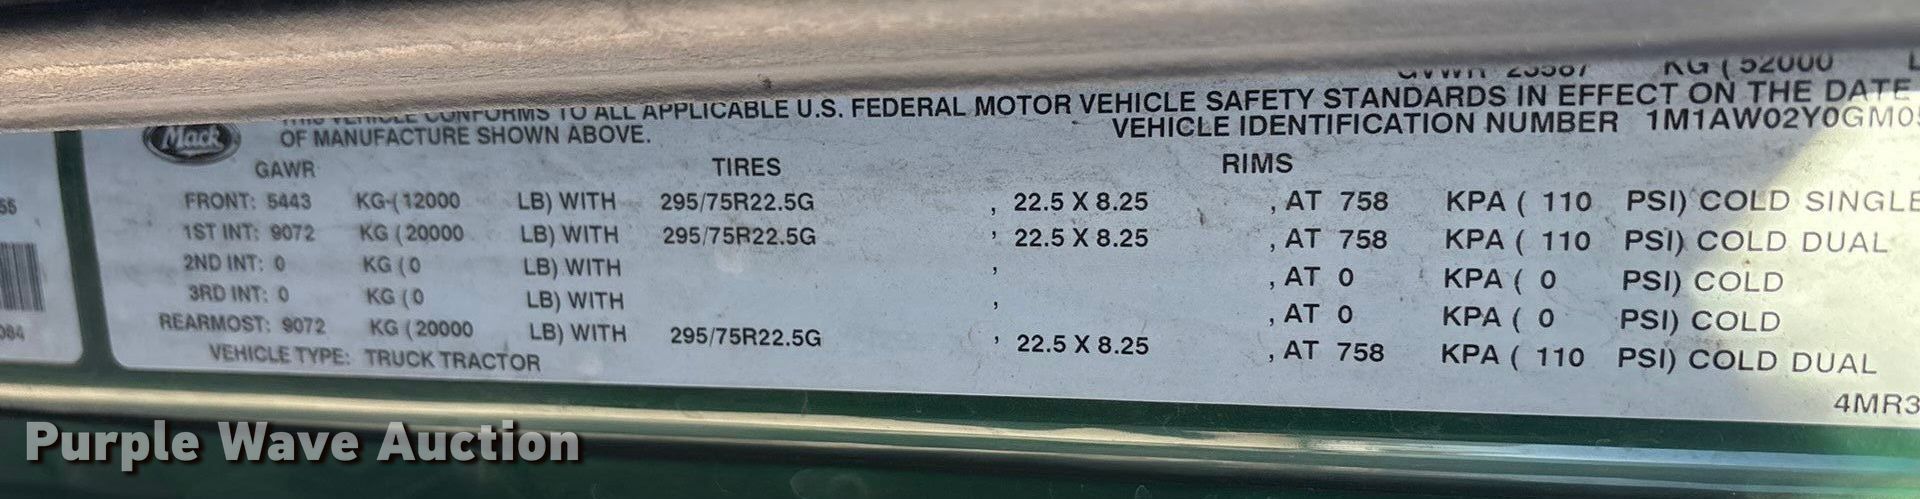 GVWR 23587 KG ( 52000 L
THIS VEHICLE CONFORMS TO ALL APPLICABLE U.S. FEDERAL MOTOR VEHICLE SAFETY STANDARDS IN EFFECT ON THE DATE
Mack OF MANUFACTURE SHOWN ABOVE. VEHICLE IDENTIFICATION NUMBER 1M1AW02Y0GM0
GAWR TIRES RIMS
FRONT: 5443 KG ( 12000 LB) WITH 295/75R22.5G , 22.5 X 8.25 , AT 758 KPA ( 110 PSI) COLD SINGLE
1ST INT: 9072 KG ( 20000 LB) WITH 295/75R22.5G , 22.5 X 8.25 , AT 758 KPA ( 110 PSI) COLD DUAL
2ND INT: 0 KG ( 0 LB) WITH , , AT 0 KPA ( 0 PSI) COLD
3RD INT: 0 KG ( 0 LB) WITH , , AT 0 KPA ( 0 PSI) COLD
REARMOST: 9072 KG ( 20000 LB) WITH 295/75R22.5G , 22.5 X 8.25 , AT 758 KPA ( 110 PSI) COLD DUAL
VEHICLE TYPE: TRUCK TRACTOR
4MR3
084
Purple Wave Auction